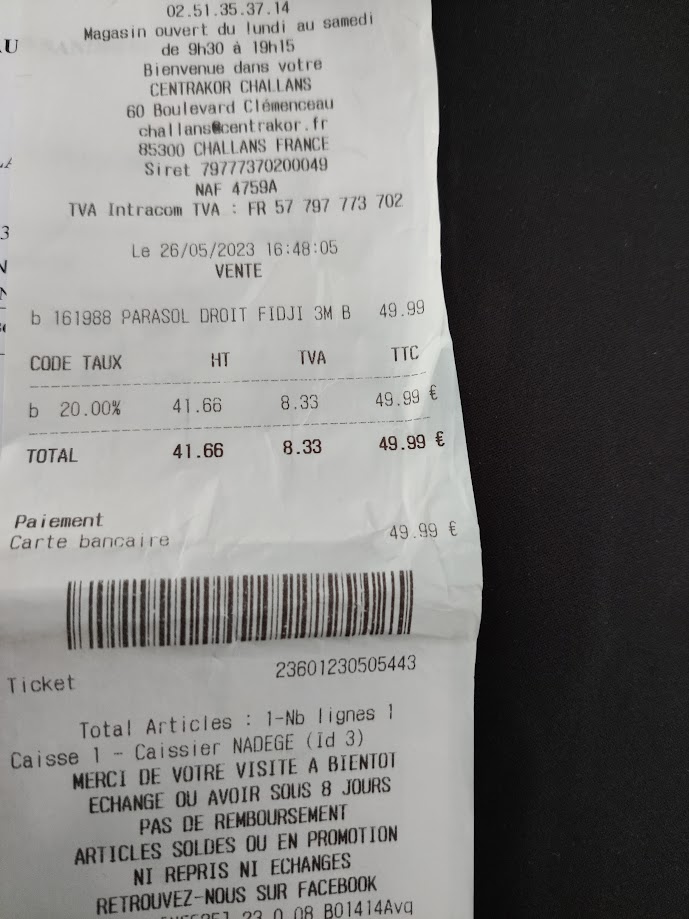 02.51.35.37.14
Magasin ouvert du lundi au samedi
de 9h30 à 19h15
Bienvenue dans votre
CENTRAKOR CHALLANS
60 Boulevard Clémenceau
challans@centrakor.fr
85300 CHALLANS FRANCE
Siret 79777370200049
NAF 4759A
TVA Intracom TVA : FR 57 797 773 702
Le 26/05/2023 16:48:05
VENTE
b 161988 PARASOL DROIT FIDJI 3M B 49.99
CODE TAUX HT TVA TTC
b 20.00% 41.66 8.33 49.99 €
TOTAL 41.66 8.33 49.99 €
Paiement
Carte bancaire 49.99 €
Ticket 23601230505443
Total Articles : 1-Nb lignes 1
Caisse 1 - Caissier NADEGE (Id 3)
MERCI DE VOTRE VISITE A BIENTOT
ECHANGE OU AVOIR SOUS 8 JOURS
PAS DE REMBOURSEMENT
ARTICLES SOLDES OU EN PROMOTION
NI REPRIS NI ECHANGES
RETROUVEZ-NOUS SUR FACEBOOK
23.0.08 B01414Avq